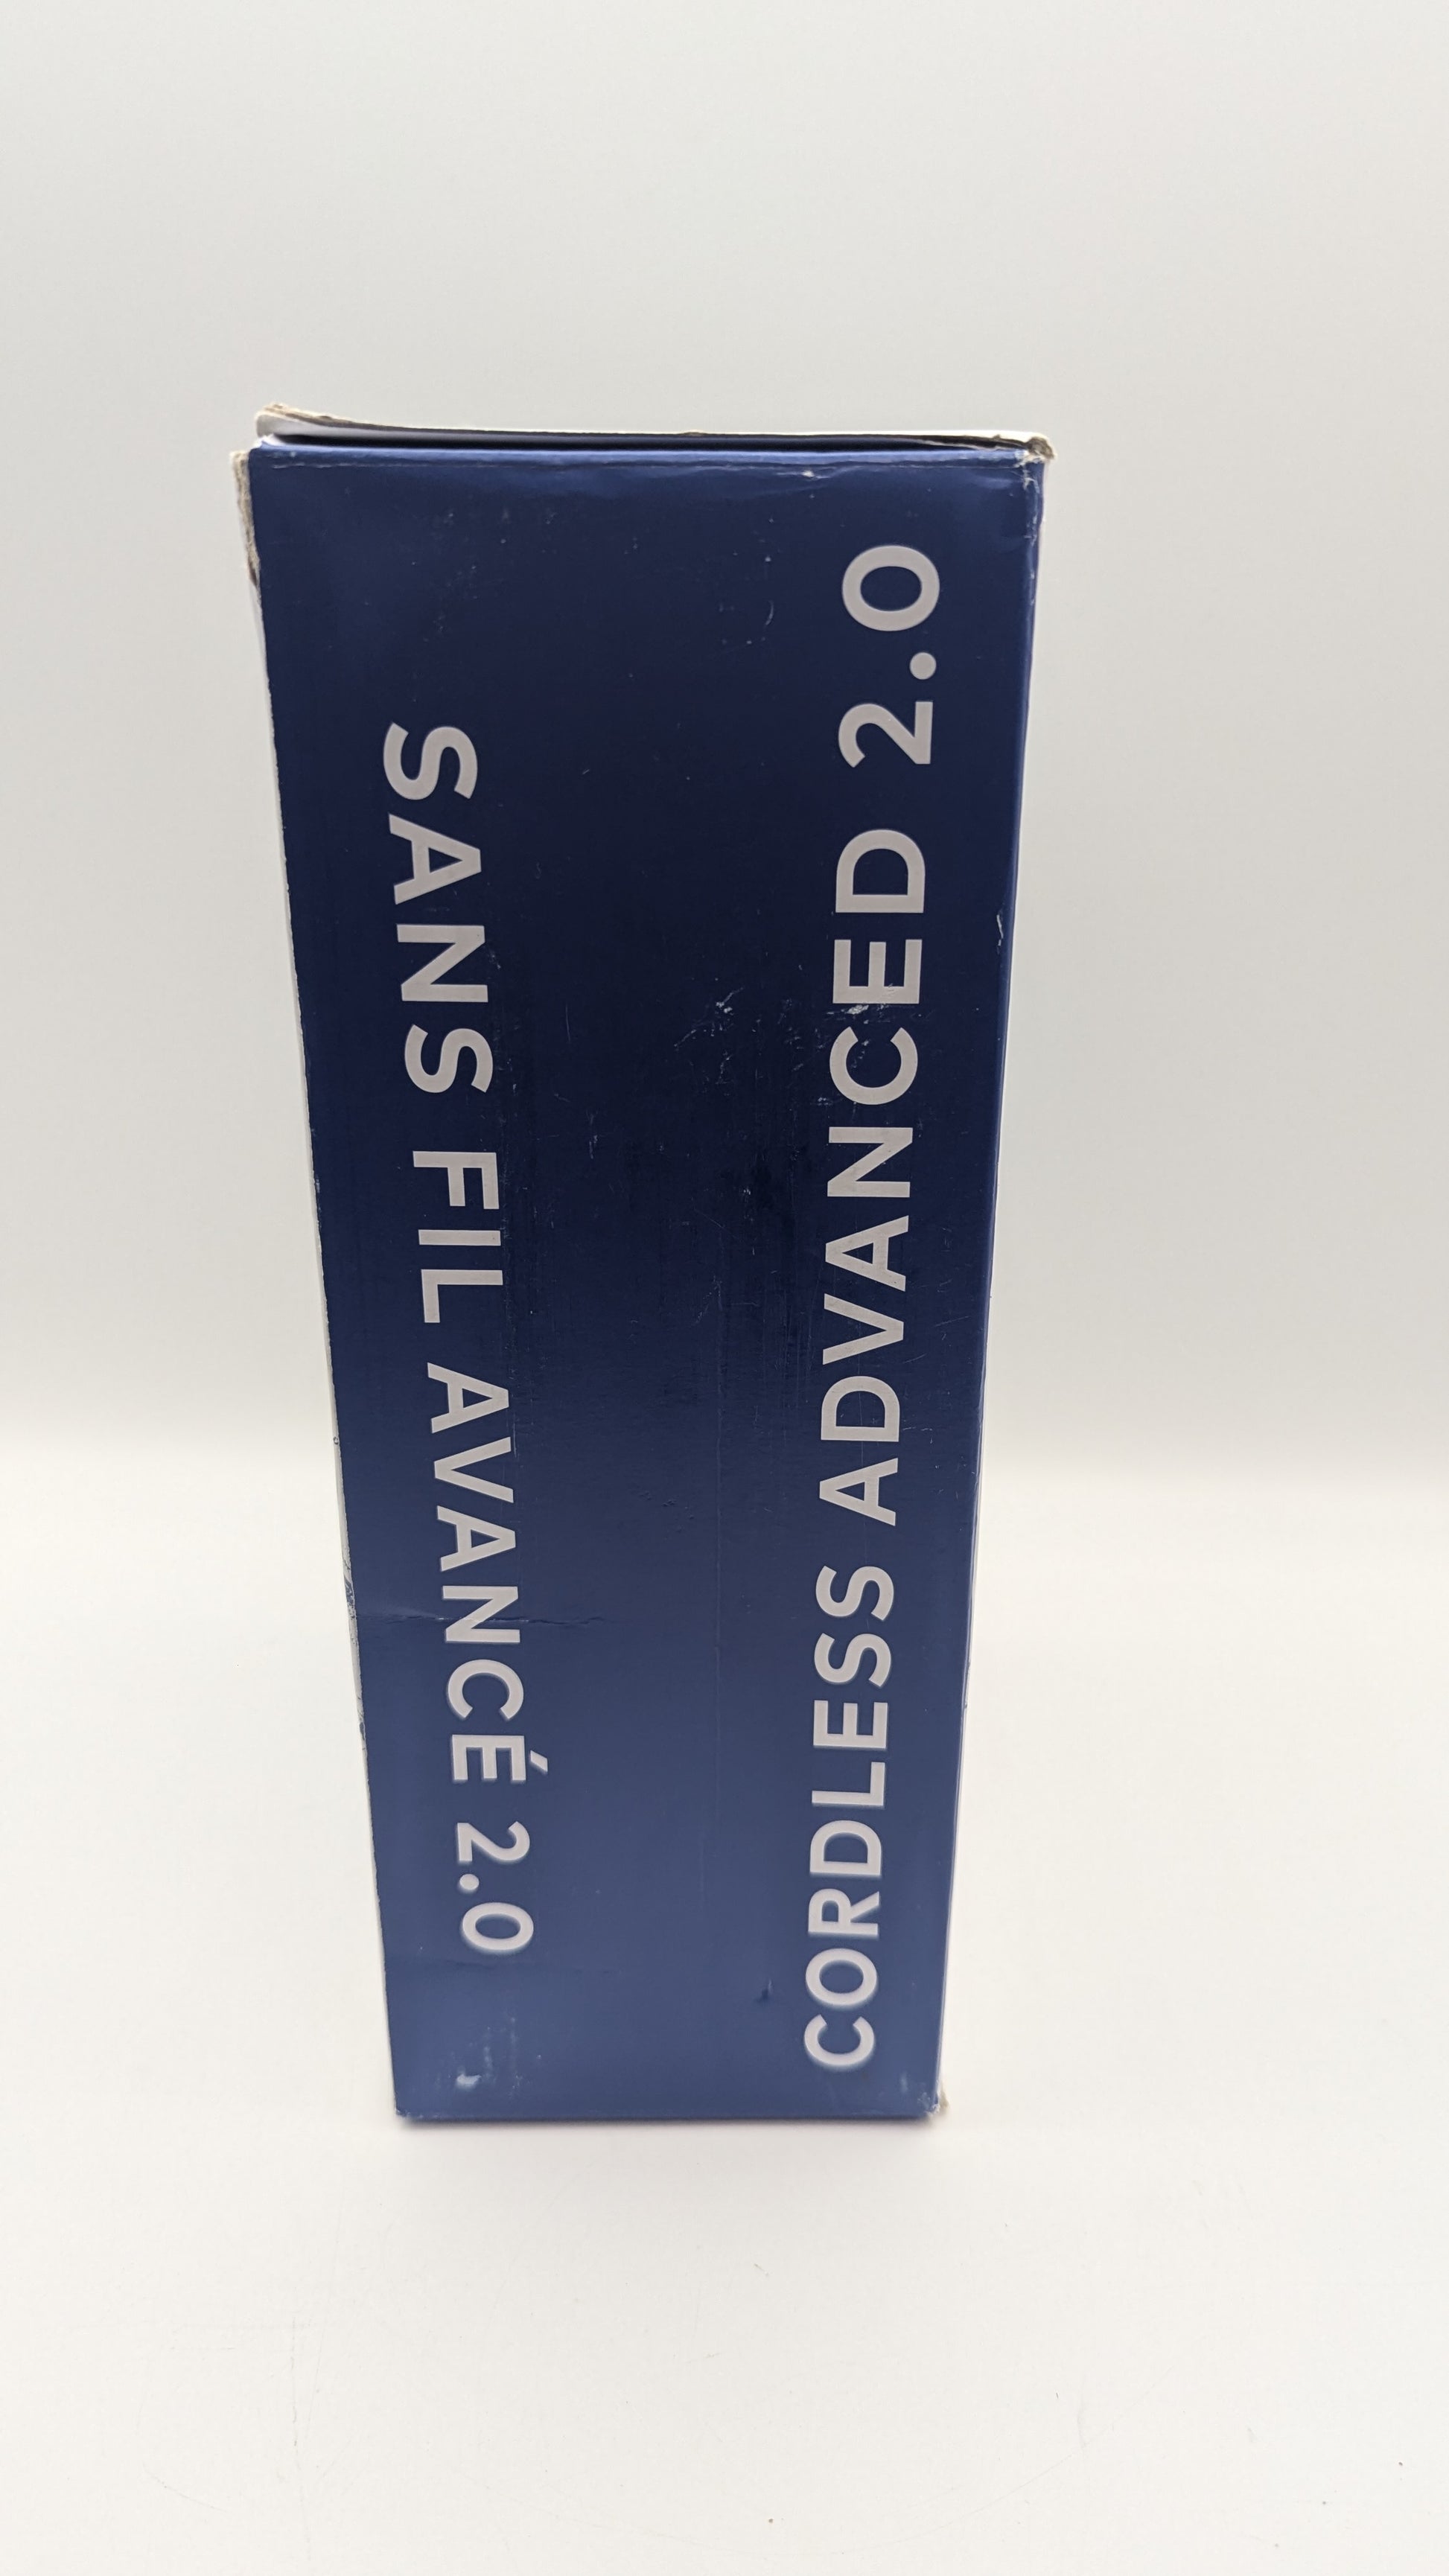 CORDLESS ADVANCED 2.0
SANS FIL AVANCÉ 2.0